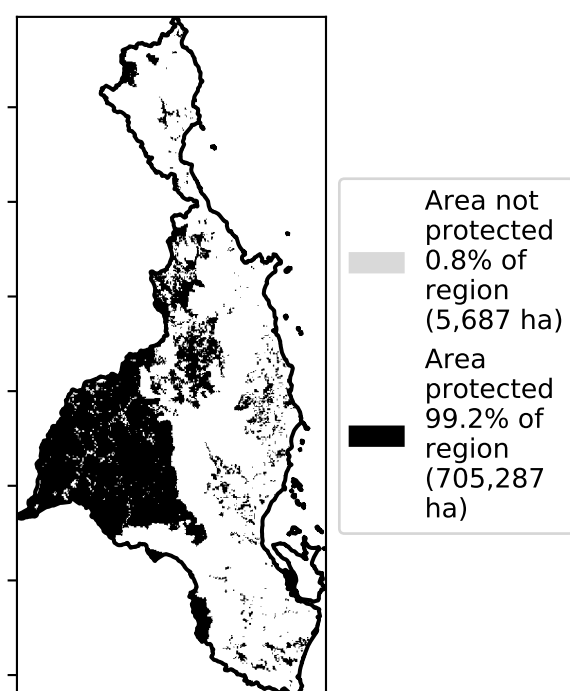 Area not
protected
0.8% of
region
(5,687 ha)
Area
protected
99.2% of
region
(705,287
ha)